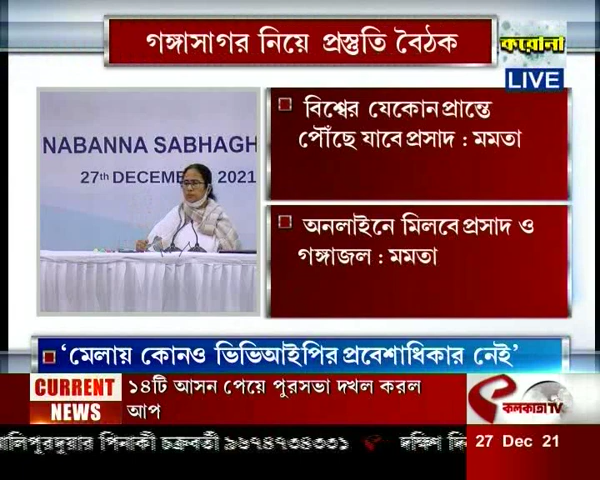 গঙ্গাসাগর নিয়ে প্রস্তুতি বৈঠক
করোনা
LIVE
NABANNA SABHAGH
27th DECEMBER, 2021
বিশ্বের যেকোন প্রান্তে
পৌঁছে যাবে প্রসাদ : মমতা
অনলাইনে মিলবে প্রসাদ ও
গঙ্গাজল : মমতা
‘মেলায় কোনও ভিভিআইপির প্রবেশাধিকার নেই’
CURRENT
NEWS
১৪টি আসন পেয়ে পুরসভা দখল করল
আপ
কলকাতা TV
লিপুরদুয়ার পিনাকী চক্রবর্তী ৯৬৭৪৭৩৪৩৩১
দক্ষিণ দি
27 Dec 21